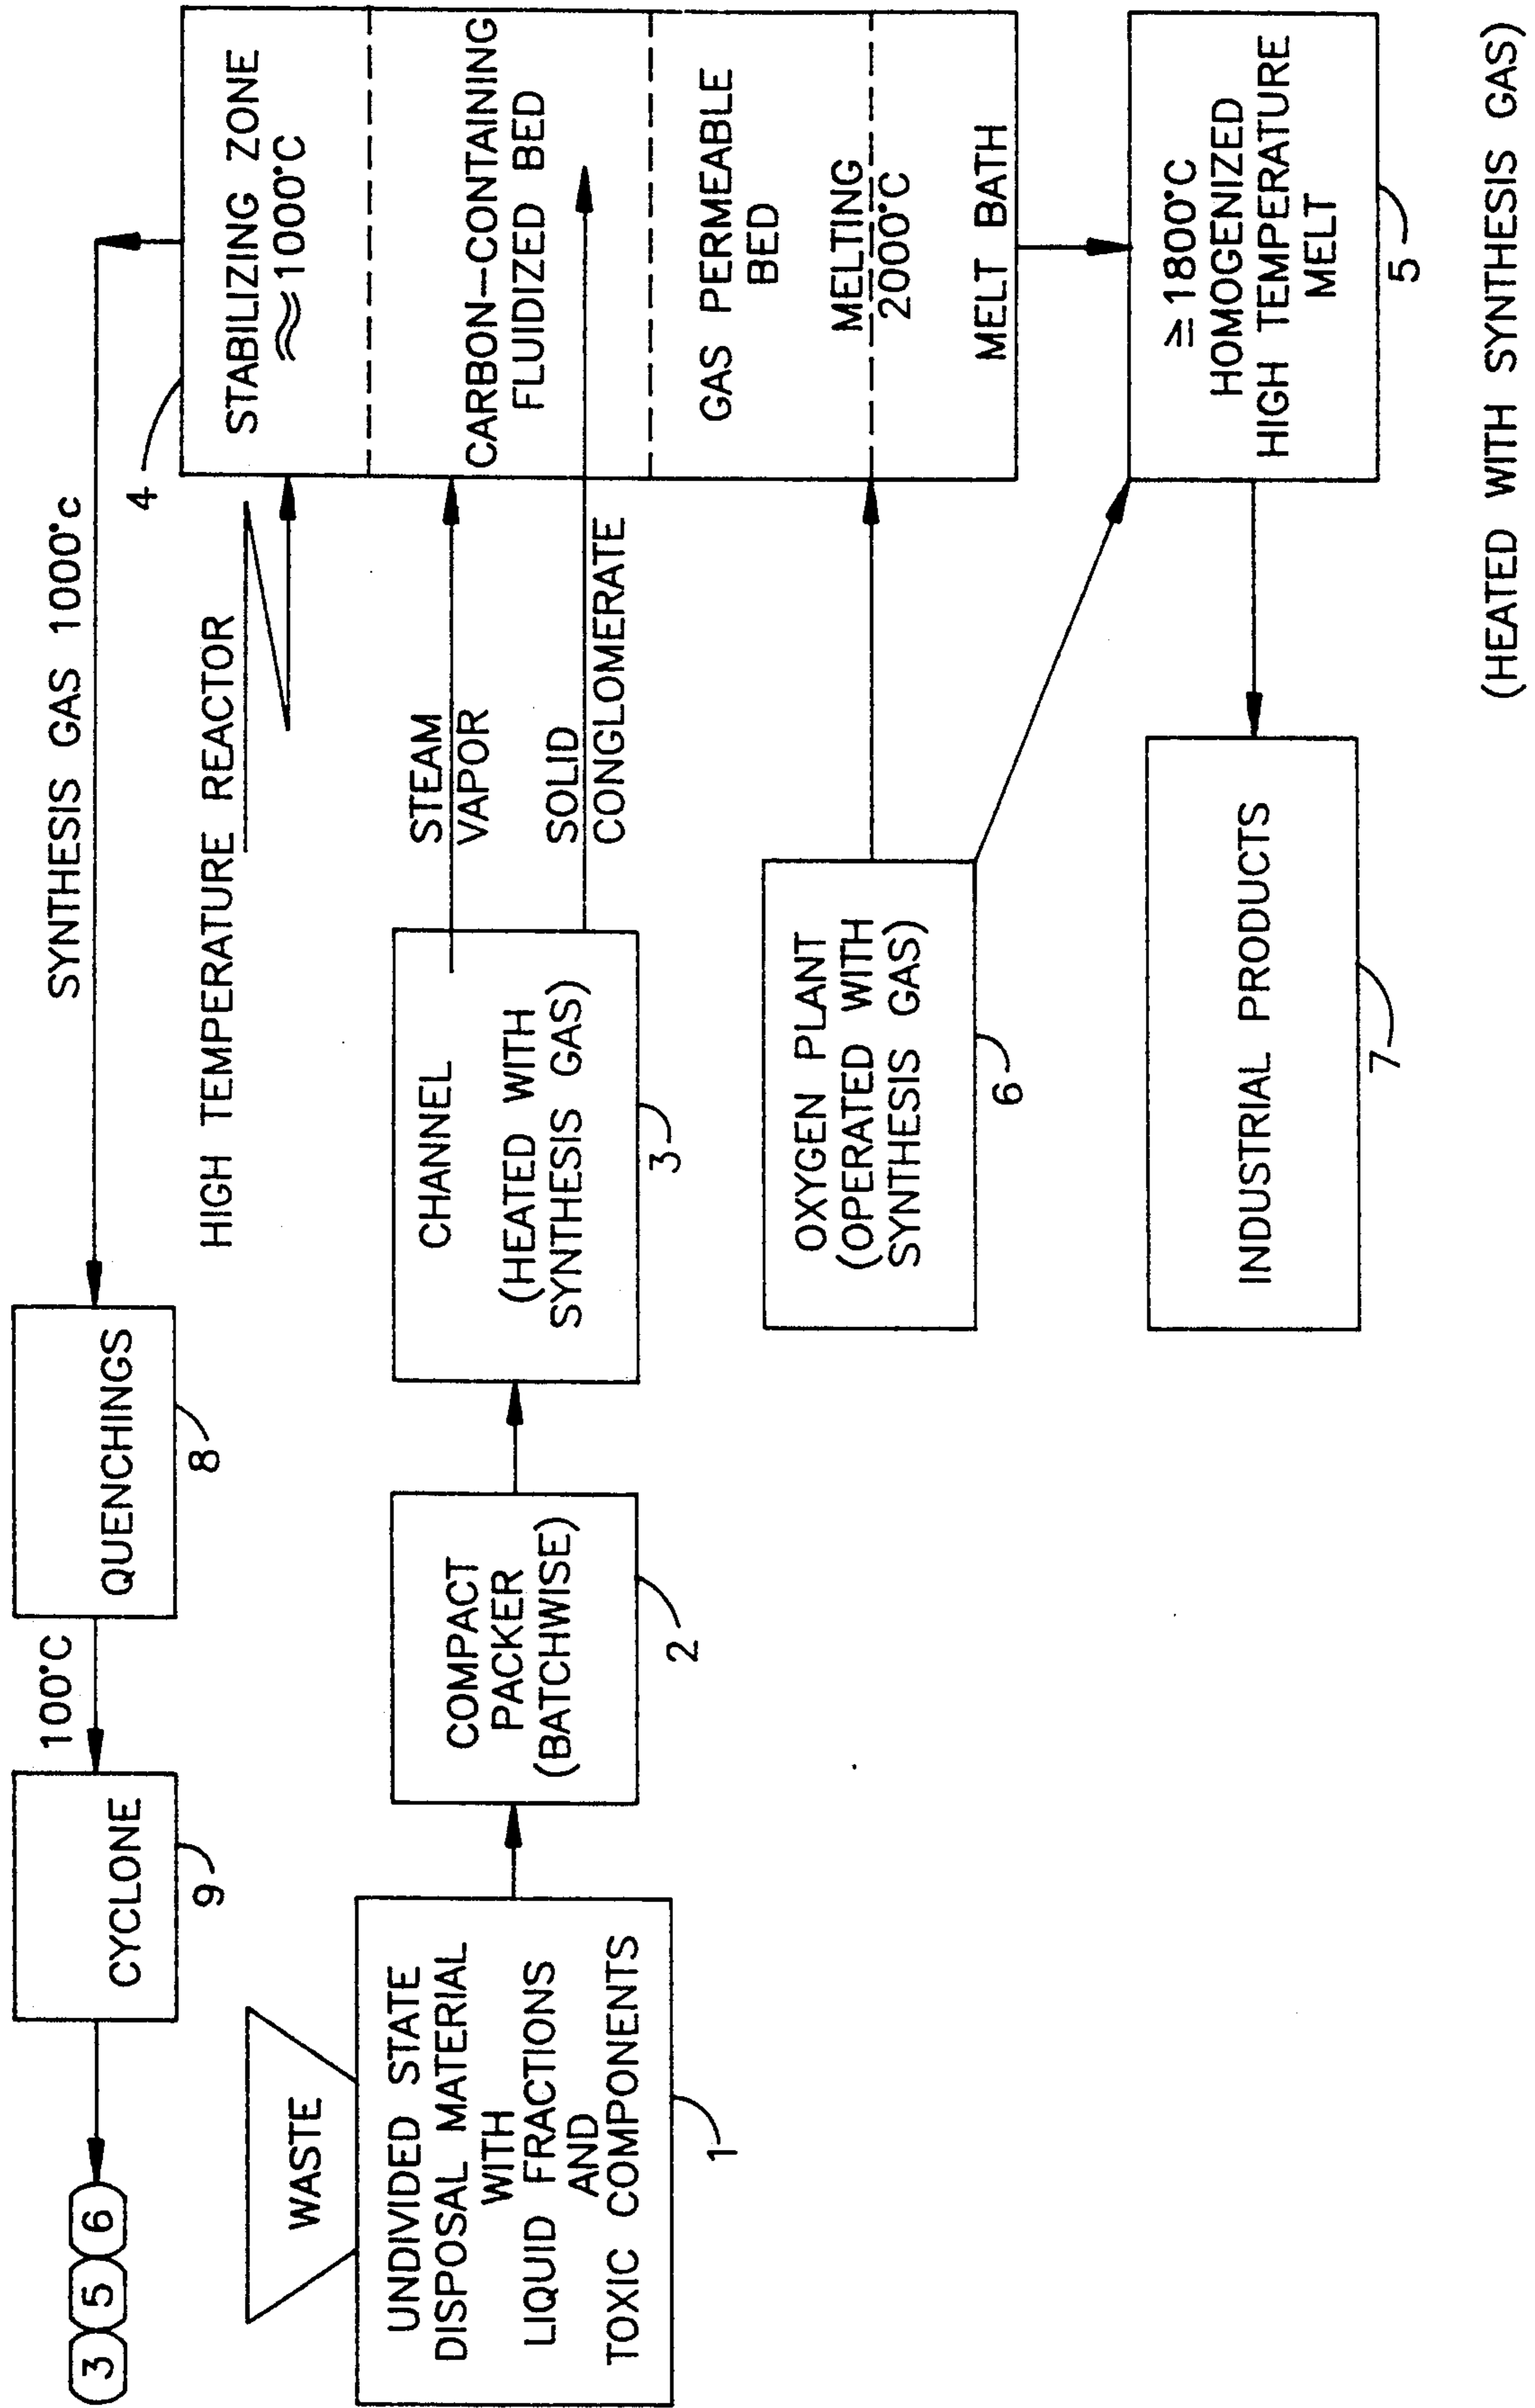 3 5 6
CYCLONE
9
100°C
QUENCHINGS
8
SYNTHESIS GAS 1000°c
HIGH TEMPERATURE REACTOR
4
STABILIZING ZONE
≈1000°C
CARBON-CONTAINING
FLUIDIZED BED
GAS PERMEABLE
BED
MELTING
2000°C
MELT BATH
WASTE
UNDIVIDED STATE
DISPOSAL MATERIAL
WITH
LIQUID FRACTIONS
AND
TOXIC COMPONENTS
1
COMPACT
PACKER
(BATCHWISE)
2
CHANNEL
(HEATED WITH
SYNTHESIS GAS)
3
STEAM
VAPOR
SOLID
CONGLOMERATE
OXYGEN PLANT
(OPERATED WITH
SYNTHESIS GAS)
6
INDUSTRIAL PRODUCTS
7
≥1800°C
HOMOGENIZED
HIGH TEMPERATURE
MELT
5
(HEATED WITH SYNTHESIS GAS)